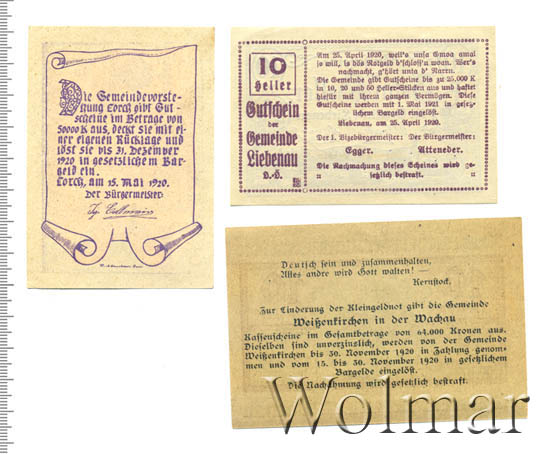 Die Gemeindevorste-
hung Lorch gibt Gut-
scheine im Betrage von
50000 K aus, deckt sie mit ei-
ner eigenen Rücklage und
löst sie bis 31. Dezember
1920 in gesetzlichem Bar-
geld ein.
Lorch, am 15. Mai 1920.
Der Bürgermeister
10
Heller
Gutschein
der
Gemeinde
Liebenau
O.-Ö.
Am 25. April 1920, weil's unsa Gmoa amal
so will, is dös Notgeld b'schloss'n woan. Wer's
nachmacht, g'hört unta d' Narrn.
Die Gemeinde gibt Gutscheine bis zu 25.000 K
in 10, 20 und 50 Heller-Stücken aus und haftet
hiefür mit ihrem ganzen Vermögen. Diese
Gutscheine werden mit 1. Mai 1921 in gesetz-
lichem Bargeld eingelöst.
Liebenau, am 25. April 1920.
Der 1. Vizebürgermeister: Der Bürgermeister:
Egger. Atteneder.
Die Nachmachung dieses Scheines wird ge-
setzlich bestraft.
Deutsch sein und zusammenhalten,
Alles andre wird Gott walten! —
Kernstock.
Zur Linderung der Kleingeldnot gibt die Gemeinde
Weißenkirchen in der Wachau
Kassenscheine im Gesamtbetrage von 64.000 Kronen aus.
Dieselben sind unverzinslich, werden von der Gemeinde
Weißenkirchen bis 30. November 1920 in Zahlung genom-
men und vom 15. bis 30. November 1920 in gesetzlichem
Bargelde eingelöst.
Die Nachahmung wird gesetzlich bestraft.
Wolmar